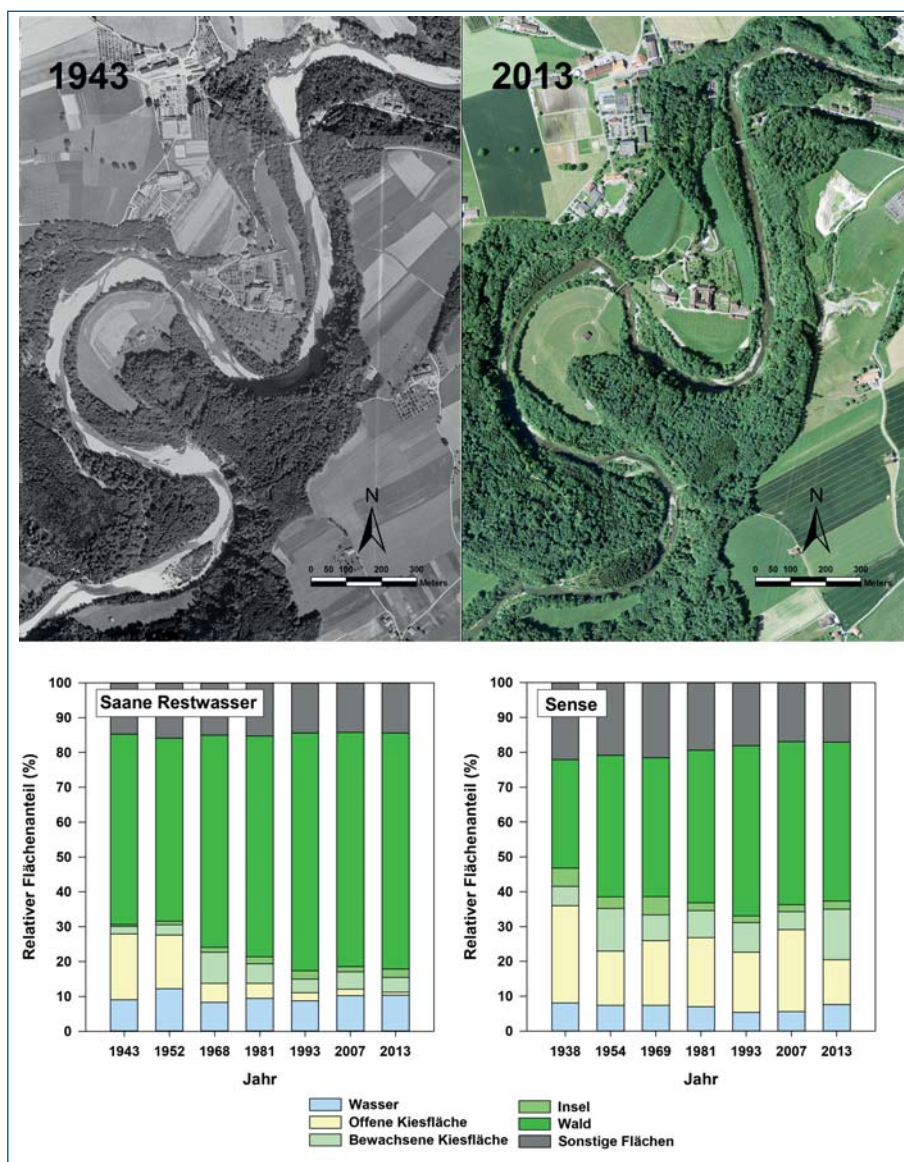 1943
2013
N
N
0 50 100 200 300
Meters
0 50 100 200 300
Meters
Saane Restwasser
Relativer Flächenanteil (%)
100
90
80
70
60
50
40
30
20
10
0
1943 1952 1968 1981 1993 2007 2013
Jahr
Sense
Relativer Flächenanteil (%)
100
90
80
70
60
50
40
30
20
10
0
1938 1954 1969 1981 1993 2007 2013
Jahr
Wasser
Offene Kiesfläche
Bewachsene Kiesfläche
Insel
Wald
Sonstige Flächen